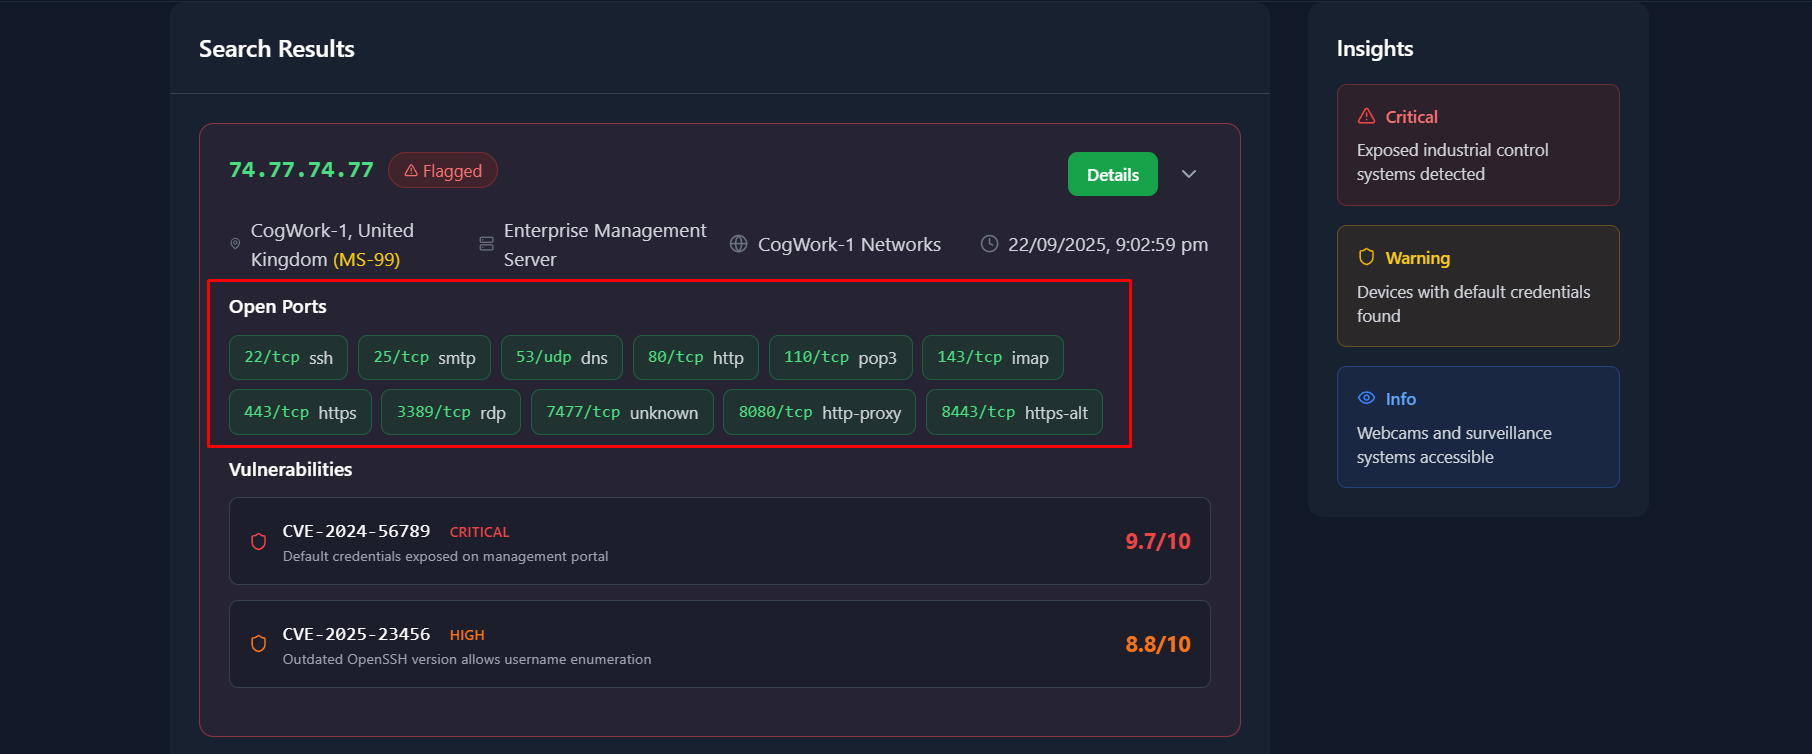 Search Results
74.77.74.77 Flagged
Details
CogWork-1, United
Kingdom (MS-99)
Enterprise Management
Server
CogWork-1 Networks
22/09/2025, 9:02:59 pm
Open Ports
22/tcp ssh 25/tcp smtp 53/udp dns 80/tcp http 110/tcp pop3 143/tcp imap
443/tcp https 3389/tcp rdp 7477/tcp unknown 8080/tcp http-proxy 8443/tcp https-alt
Vulnerabilities
CVE-2024-56789 CRITICAL
Default credentials exposed on management portal
9.7/10
CVE-2025-23456 HIGH
Outdated OpenSSH version allows username enumeration
8.8/10
Insights
Critical
Exposed industrial control
systems detected
Warning
Devices with default credentials
found
Info
Webcams and surveillance
systems accessible